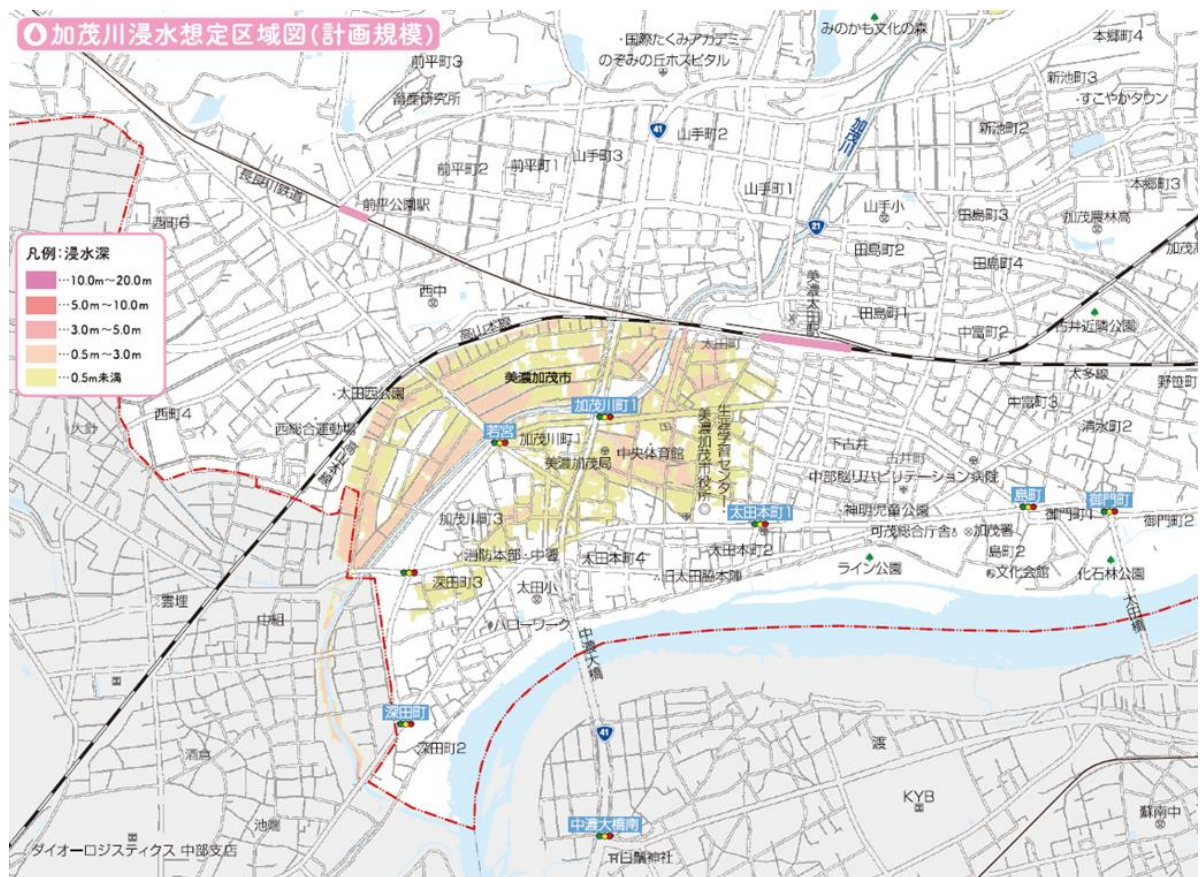 加茂川浸水想定区域図(計画規模)
みのかも文化の森
・国際たくみアカデミー
のぞみの丘ホスピタル
本郷町4
前平町3
新池町3
・すこやかタウン
畜産研究所
41
山手町2
加茂川
新池町2
前平町2
前平町1
山手町3
山手町1
本郷町3
長良川鉄道
前平公園駅
山手小
田島町3
加茂農林高
西町6
21
田島町2
加茂
凡例:浸水深
…10.0m~20.0m
…5.0m~10.0m
…3.0m~5.0m
…0.5m~3.0m
…0.5m未満
田島町4
西中
美濃太田駅
高山本線
田島町1
古井近隣公園
中富町2
太田町
美濃加茂市
太多線
野笹町
・太田西公園
西町4
加茂川町1
中富町3
大針
西総合運動場
若宮
加茂川町1
生涯学習センター
美濃加茂市役所
下古井
清水町2
古井町
高山本線
美濃加茂局
中央体育館
中部脳リハビリテーション病院
島町
御門町
加茂川町3
太田本町1
神明児童公園
御門町1
御門町2
消防本部・中署
太田本町4
太田本町2
可茂総合庁舎
加茂署
島町2
深田町3
太田小
旧太田脇本陣
ライン公園
文化会館
化石林公園
雲埋
中組
ハローワーク
中濃大橋
太田橋
深田町
41
酒倉
深田町2
渡
KYB
池端
中濃大橋南
蘇南中
ダイオーロジスティクス 中部支店
白鬚神社